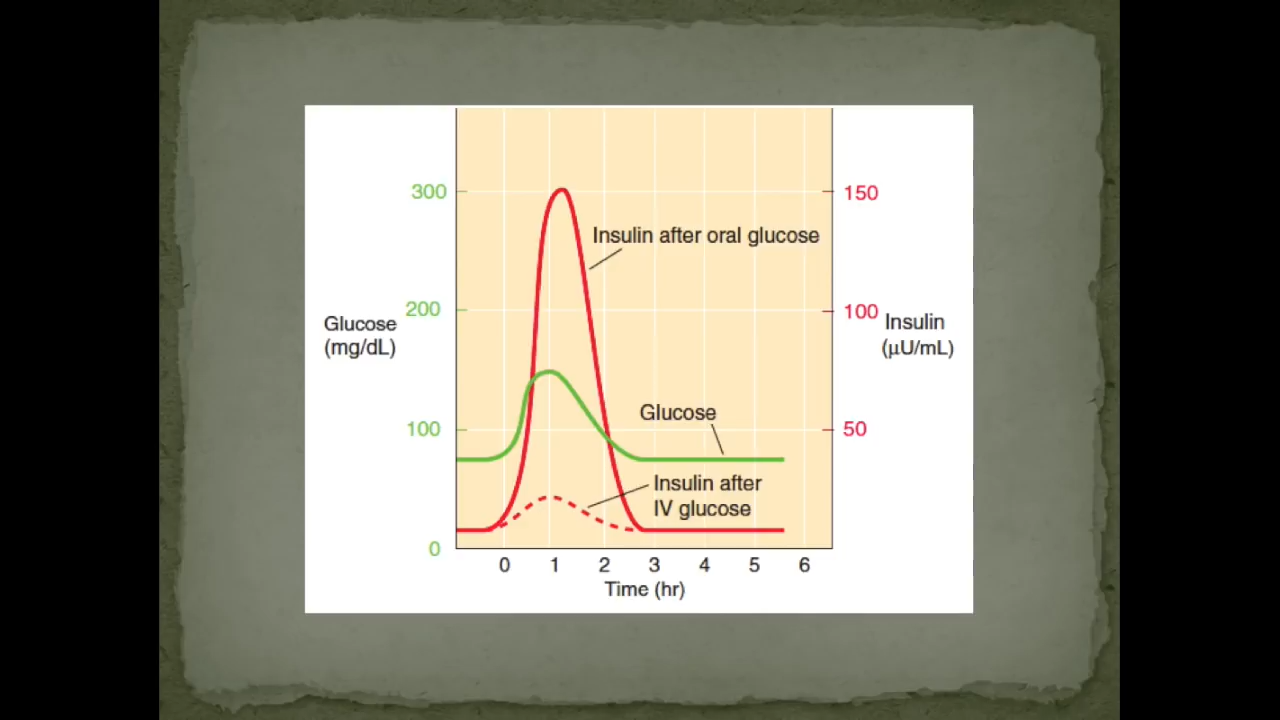 300
200
100
0
Glucose
(mg/dL)
150
100
50
Insulin
(μU/mL)
Insulin after oral glucose
Glucose
Insulin after
IV glucose
0 1 2 3 4 5 6
Time (hr)